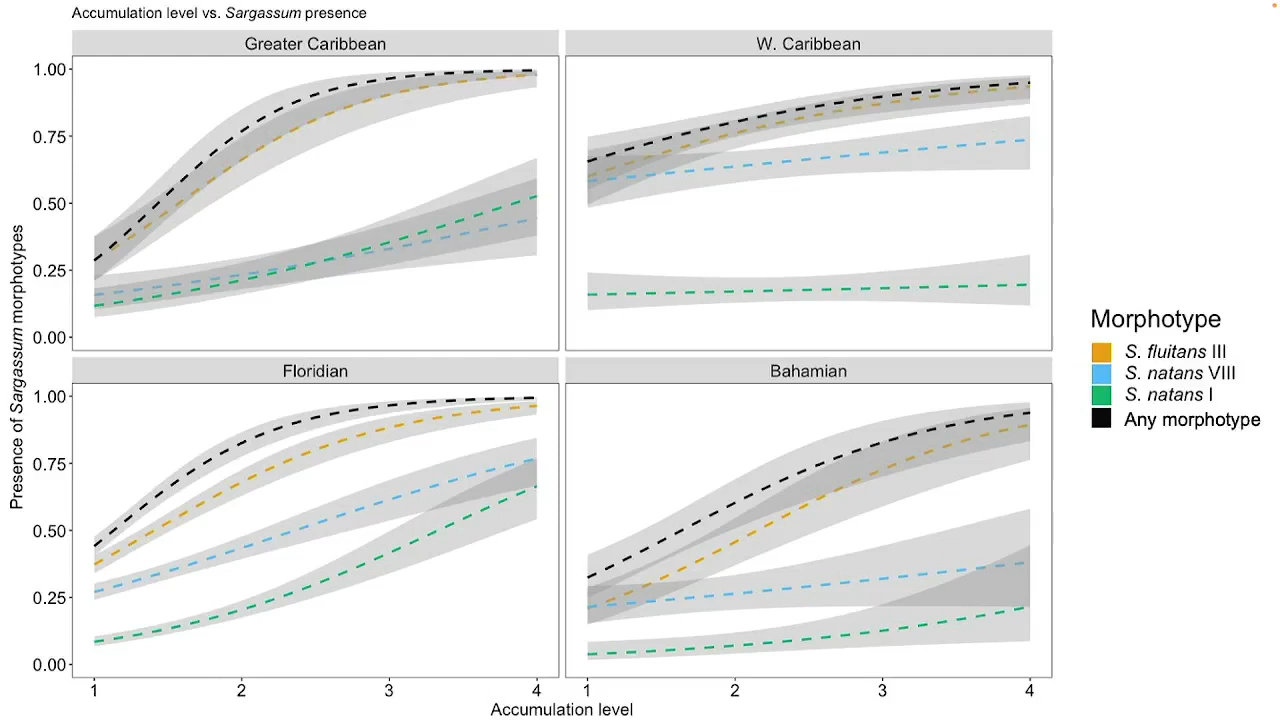 Accumulation level vs. Sargassum presence
Greater Caribbean
W. Caribbean
1.00
0.75
0.50
0.25
0.00
Floridian
Bahamian
1.00
0.75
0.50
0.25
0.00
1 2 3 4
1 2 3 4
Accumulation level
Presence of Sargassum morphotypes
Morphotype
S. fluitans III
S. natans VIII
S. natans I
Any morphotype